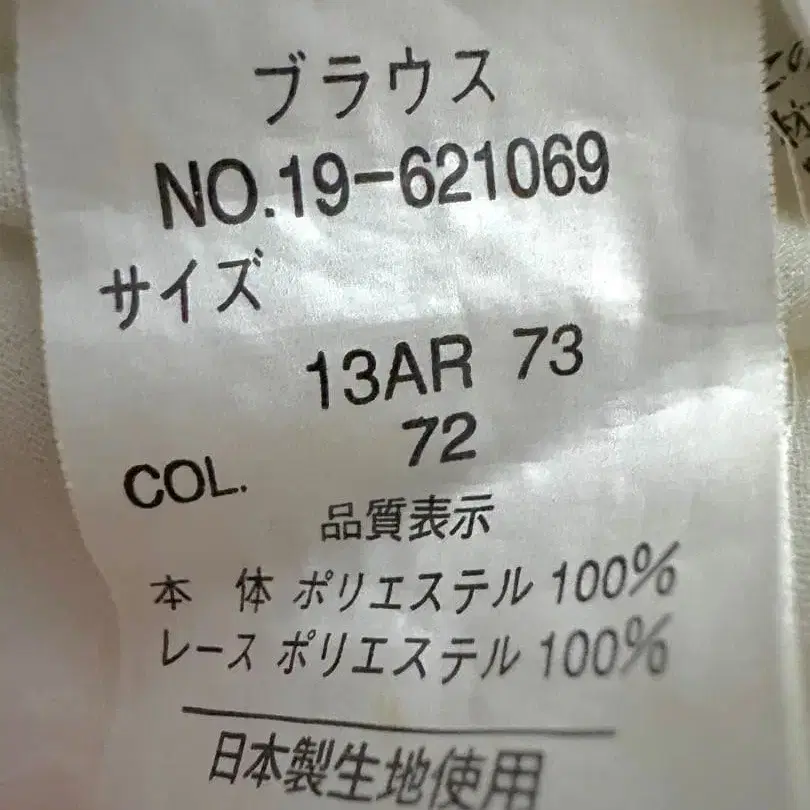 ブラウス
NO.19-621069
サイズ
13AR 73
COL. 72
品質表示
本 体 ポリエステル 100%
レース ポリエステル 100%
日本製生地使用